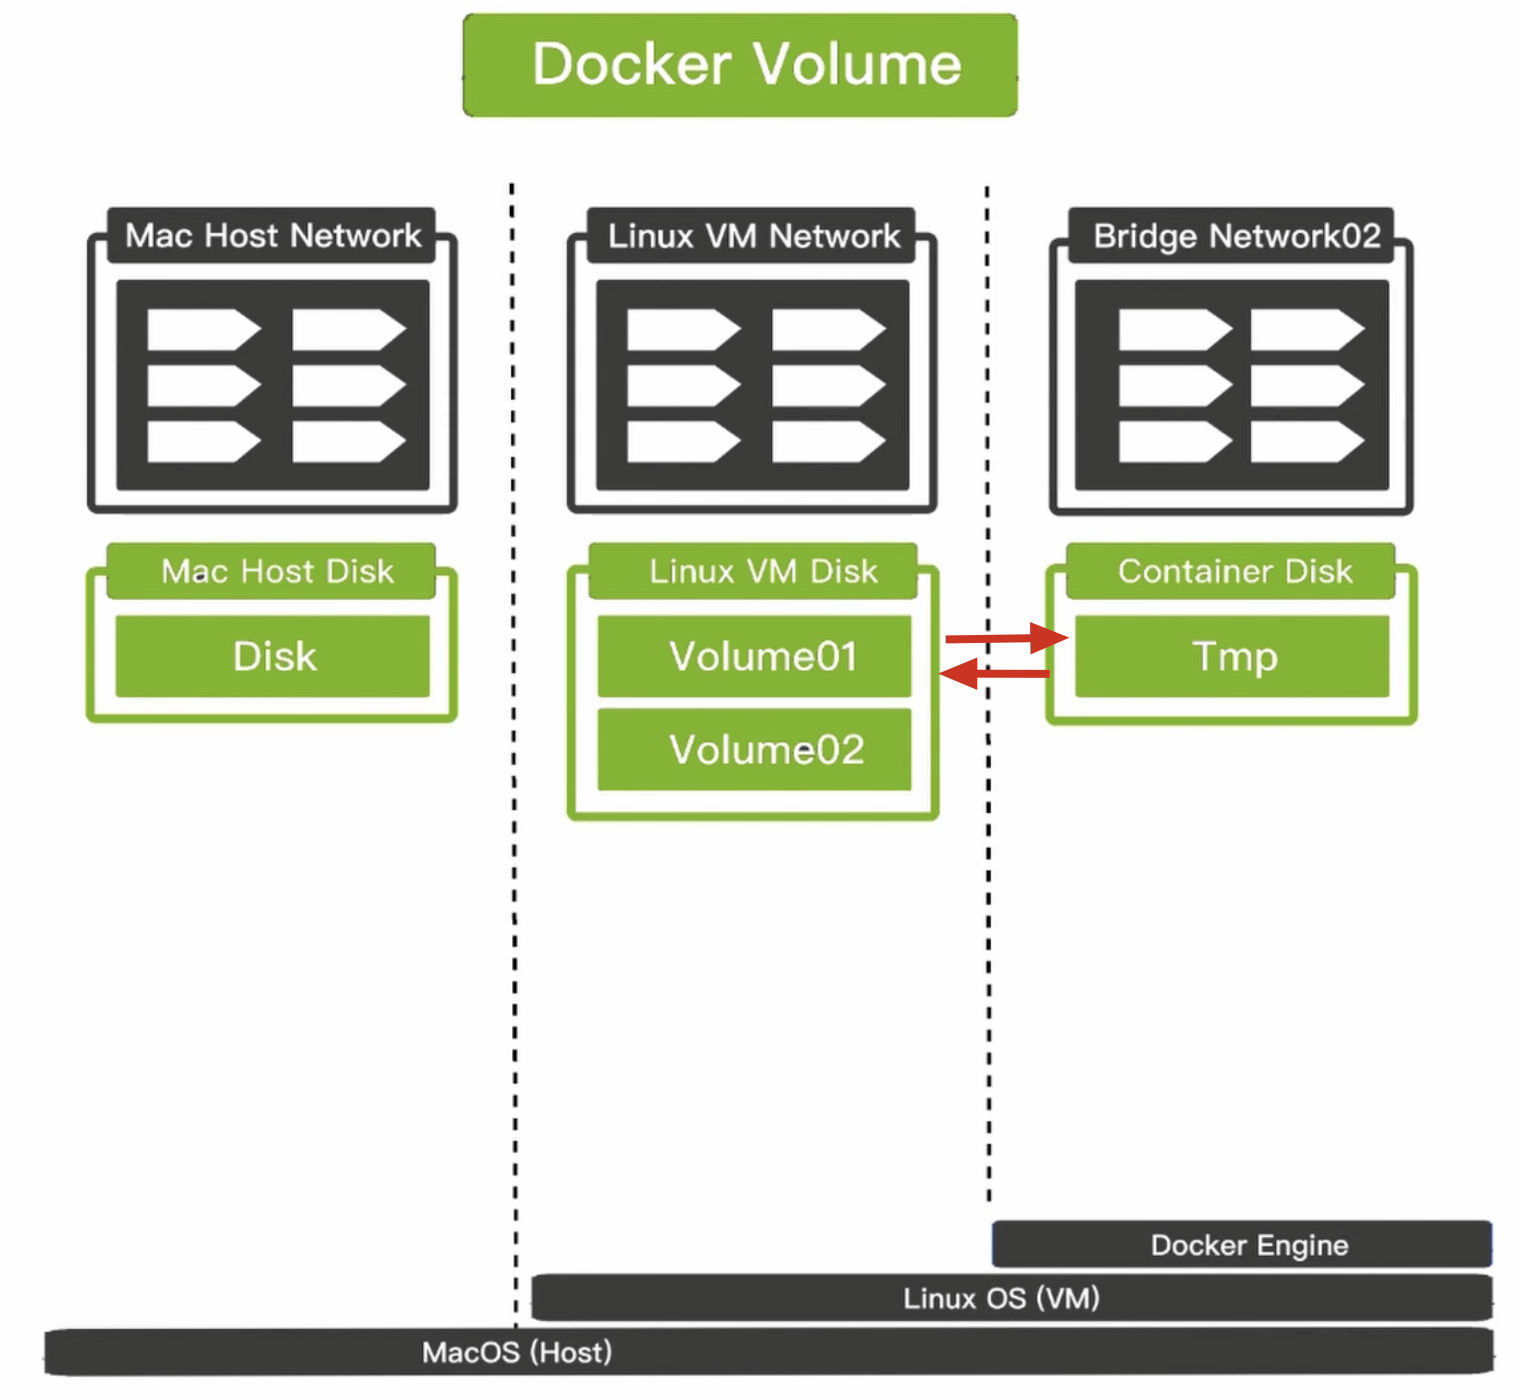 Docker Volume
Mac Host Network
Linux VM Network
Bridge Network02
Mac Host Disk
Linux VM Disk
Container Disk
Disk
Volume01
Tmp
Volume02
Docker Engine
Linux OS (VM)
MacOS (Host)